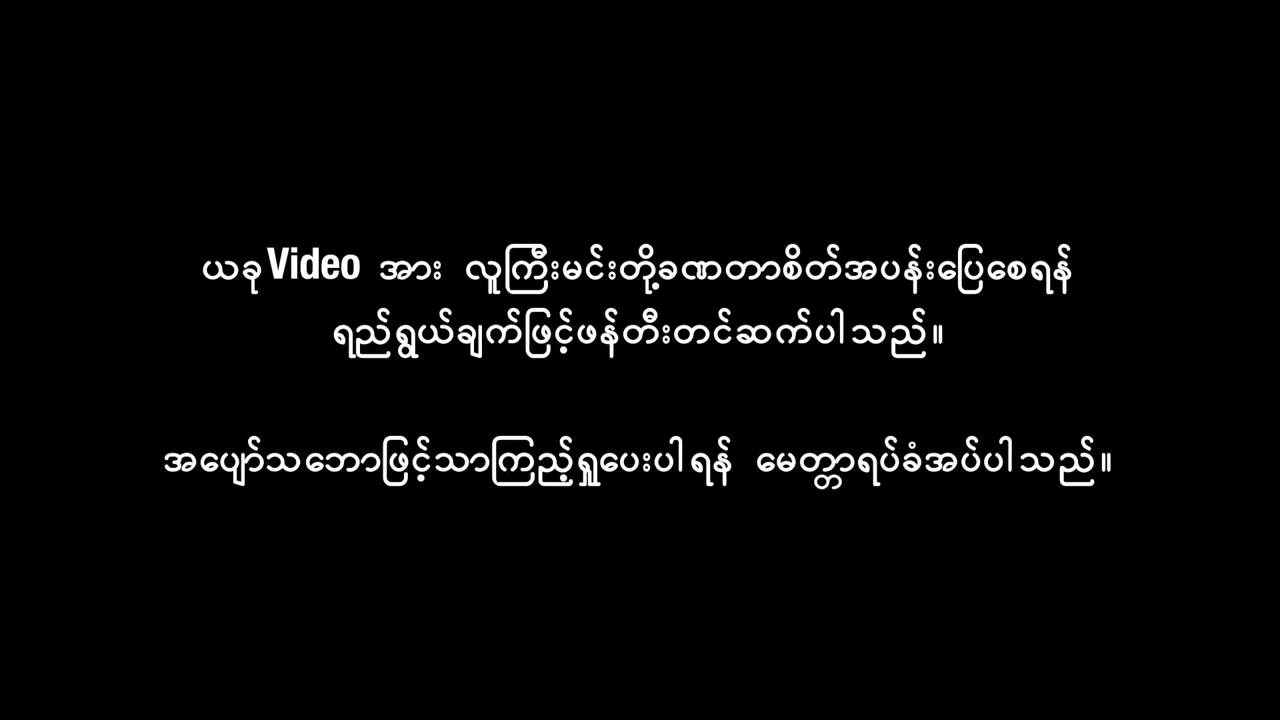 ယခုVideo အား လူကြီးမင်းတို့ခဏတာစိတ်အပန်းပြေစေရန်
ရည်ရွယ်ချက်ဖြင့်ဖန်တီးတင်ဆက်ပါသည်။
အပျော်သဘောဖြင့်သာကြည့်ရှုပေးပါရန် မေတ္တာရပ်ခံအပ်ပါသည်။